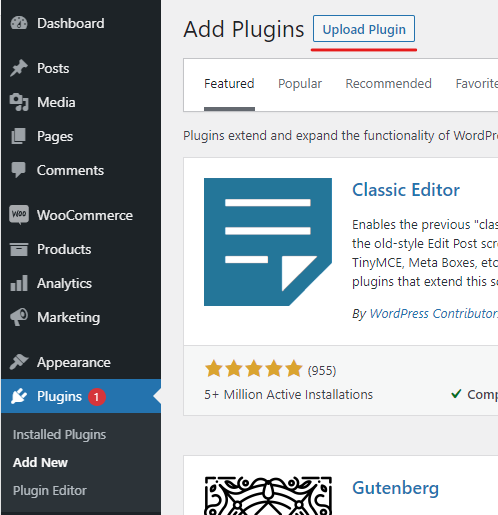 Dashboard
Posts
Media
Pages
Comments
WooCommerce
Products
Analytics
Marketing
Appearance
Plugins 1
Installed Plugins
Add New
Plugin Editor
Add Plugins Upload Plugin
Featured Popular Recommended Favorite
Plugins extend and expand the functionality of WordPre
Classic Editor
Enables the previous "clas
the old-style Edit Post scre
TinyMCE, Meta Boxes, etc
plugins that extend this sc
By WordPress Contributor
(955)
5+ Million Active Installations
Comp
Gutenberg